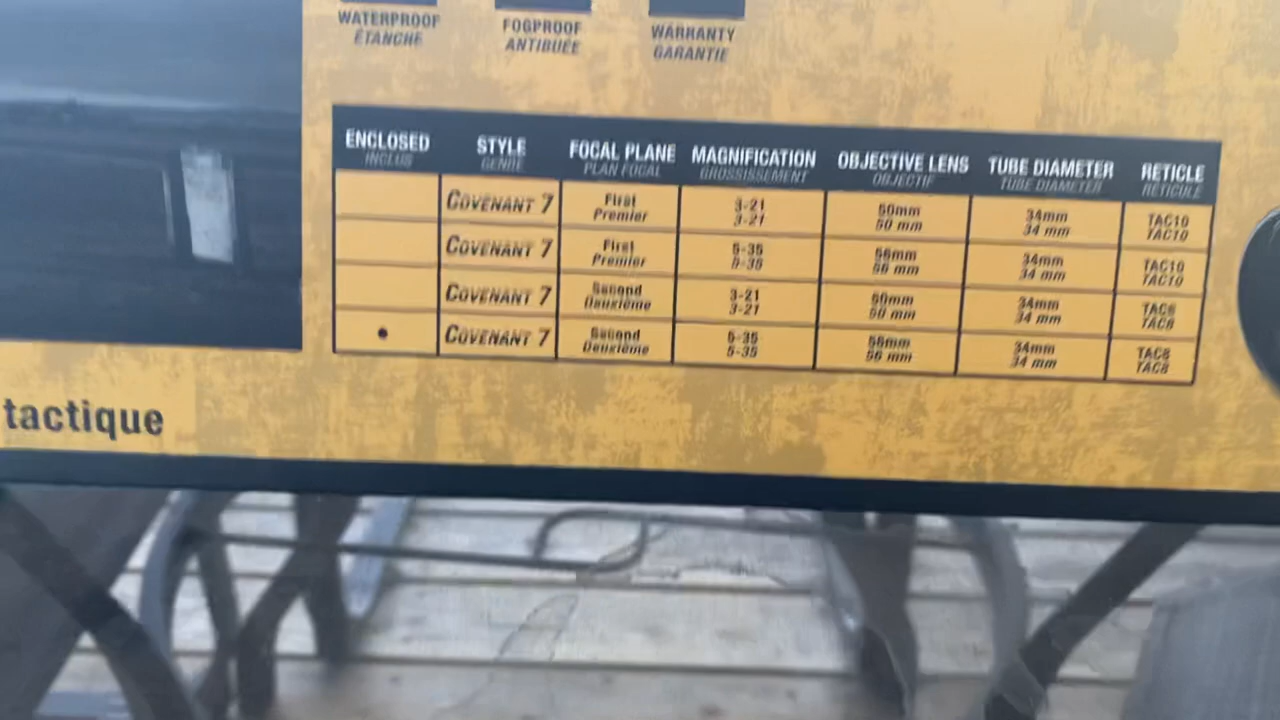 WATERPROOF FOGPROOF WARRANTY
ÉTANCHE ANTIBUÉE GARANTIE
ENCLOSED STYLE FOCAL PLANE MAGNIFICATION OBJECTIVE LENS TUBE DIAMETER RETICLE
INCLUS GENRE PLAN FOCAL GROSSISSEMENT OBJECTIF TUBE DIAMETER RÉTICULE
COVENANT 7 First 3-21 50mm 34mm TAC10
Premier 3-21 50 mm 34 mm TAC10
COVENANT 7 First 5-35 56mm 34mm TAC10
Premier 5-35 56 mm 34 mm TAC10
COVENANT 7 Second 3-21 50mm 34mm TAC8
Deuxième 3-21 50 mm 34 mm TAC8
• COVENANT 7 Second 5-35 56mm 34mm TAC8
Deuxième 5-35 56 mm 34 mm TAC8
tactique